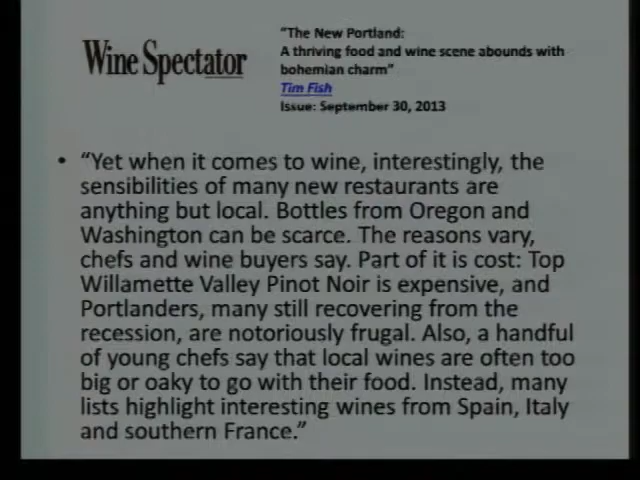 Wine Spectator
"The New Portland:
A thriving food and wine scene abounds with
bohemian charm"
Tim Fish
Issue: September 30, 2013
• "Yet when it comes to wine, interestingly, the
sensibilities of many new restaurants are
anything but local. Bottles from Oregon and
Washington can be scarce. The reasons vary,
chefs and wine buyers say. Part of it is cost: Top
Willamette Valley Pinot Noir is expensive, and
Portlanders, many still recovering from the
recession, are notoriously frugal. Also, a handful
of young chefs say that local wines are often too
big or oaky to go with their food. Instead, many
lists highlight interesting wines from Spain, Italy
and southern France."